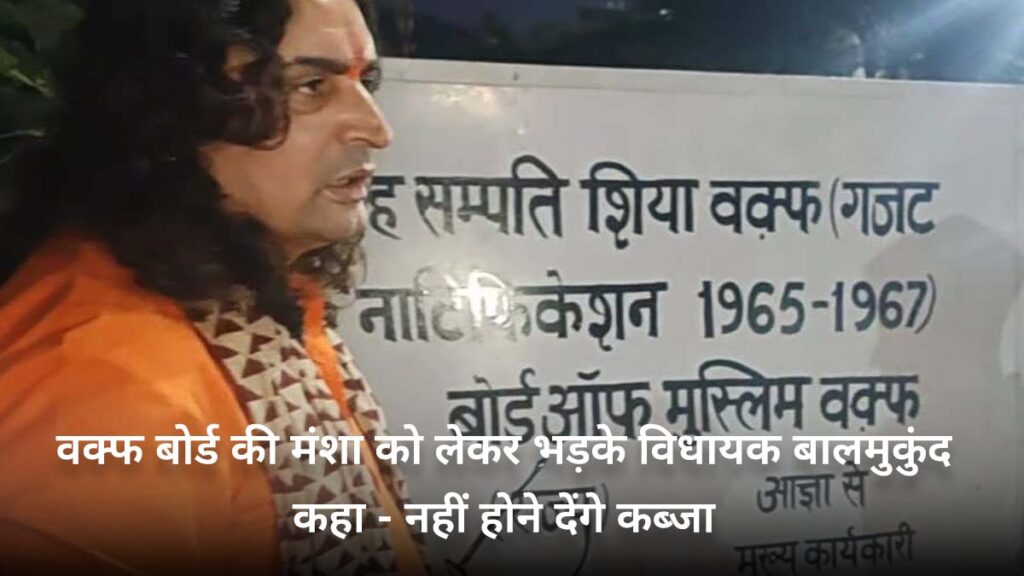 ह सम्पति शिया वक़्फ (गजट
नाटिफिकेशन 1965-1967)
बोर्ड ऑफ मुस्लिम वक़्फ
वक्फ बोर्ड की मंशा को लेकर भड़के विधायक बालमुकुंद
कहा - नहीं होने देंगे कब्जा
आज्ञा से
मुख्य कार्यकारी